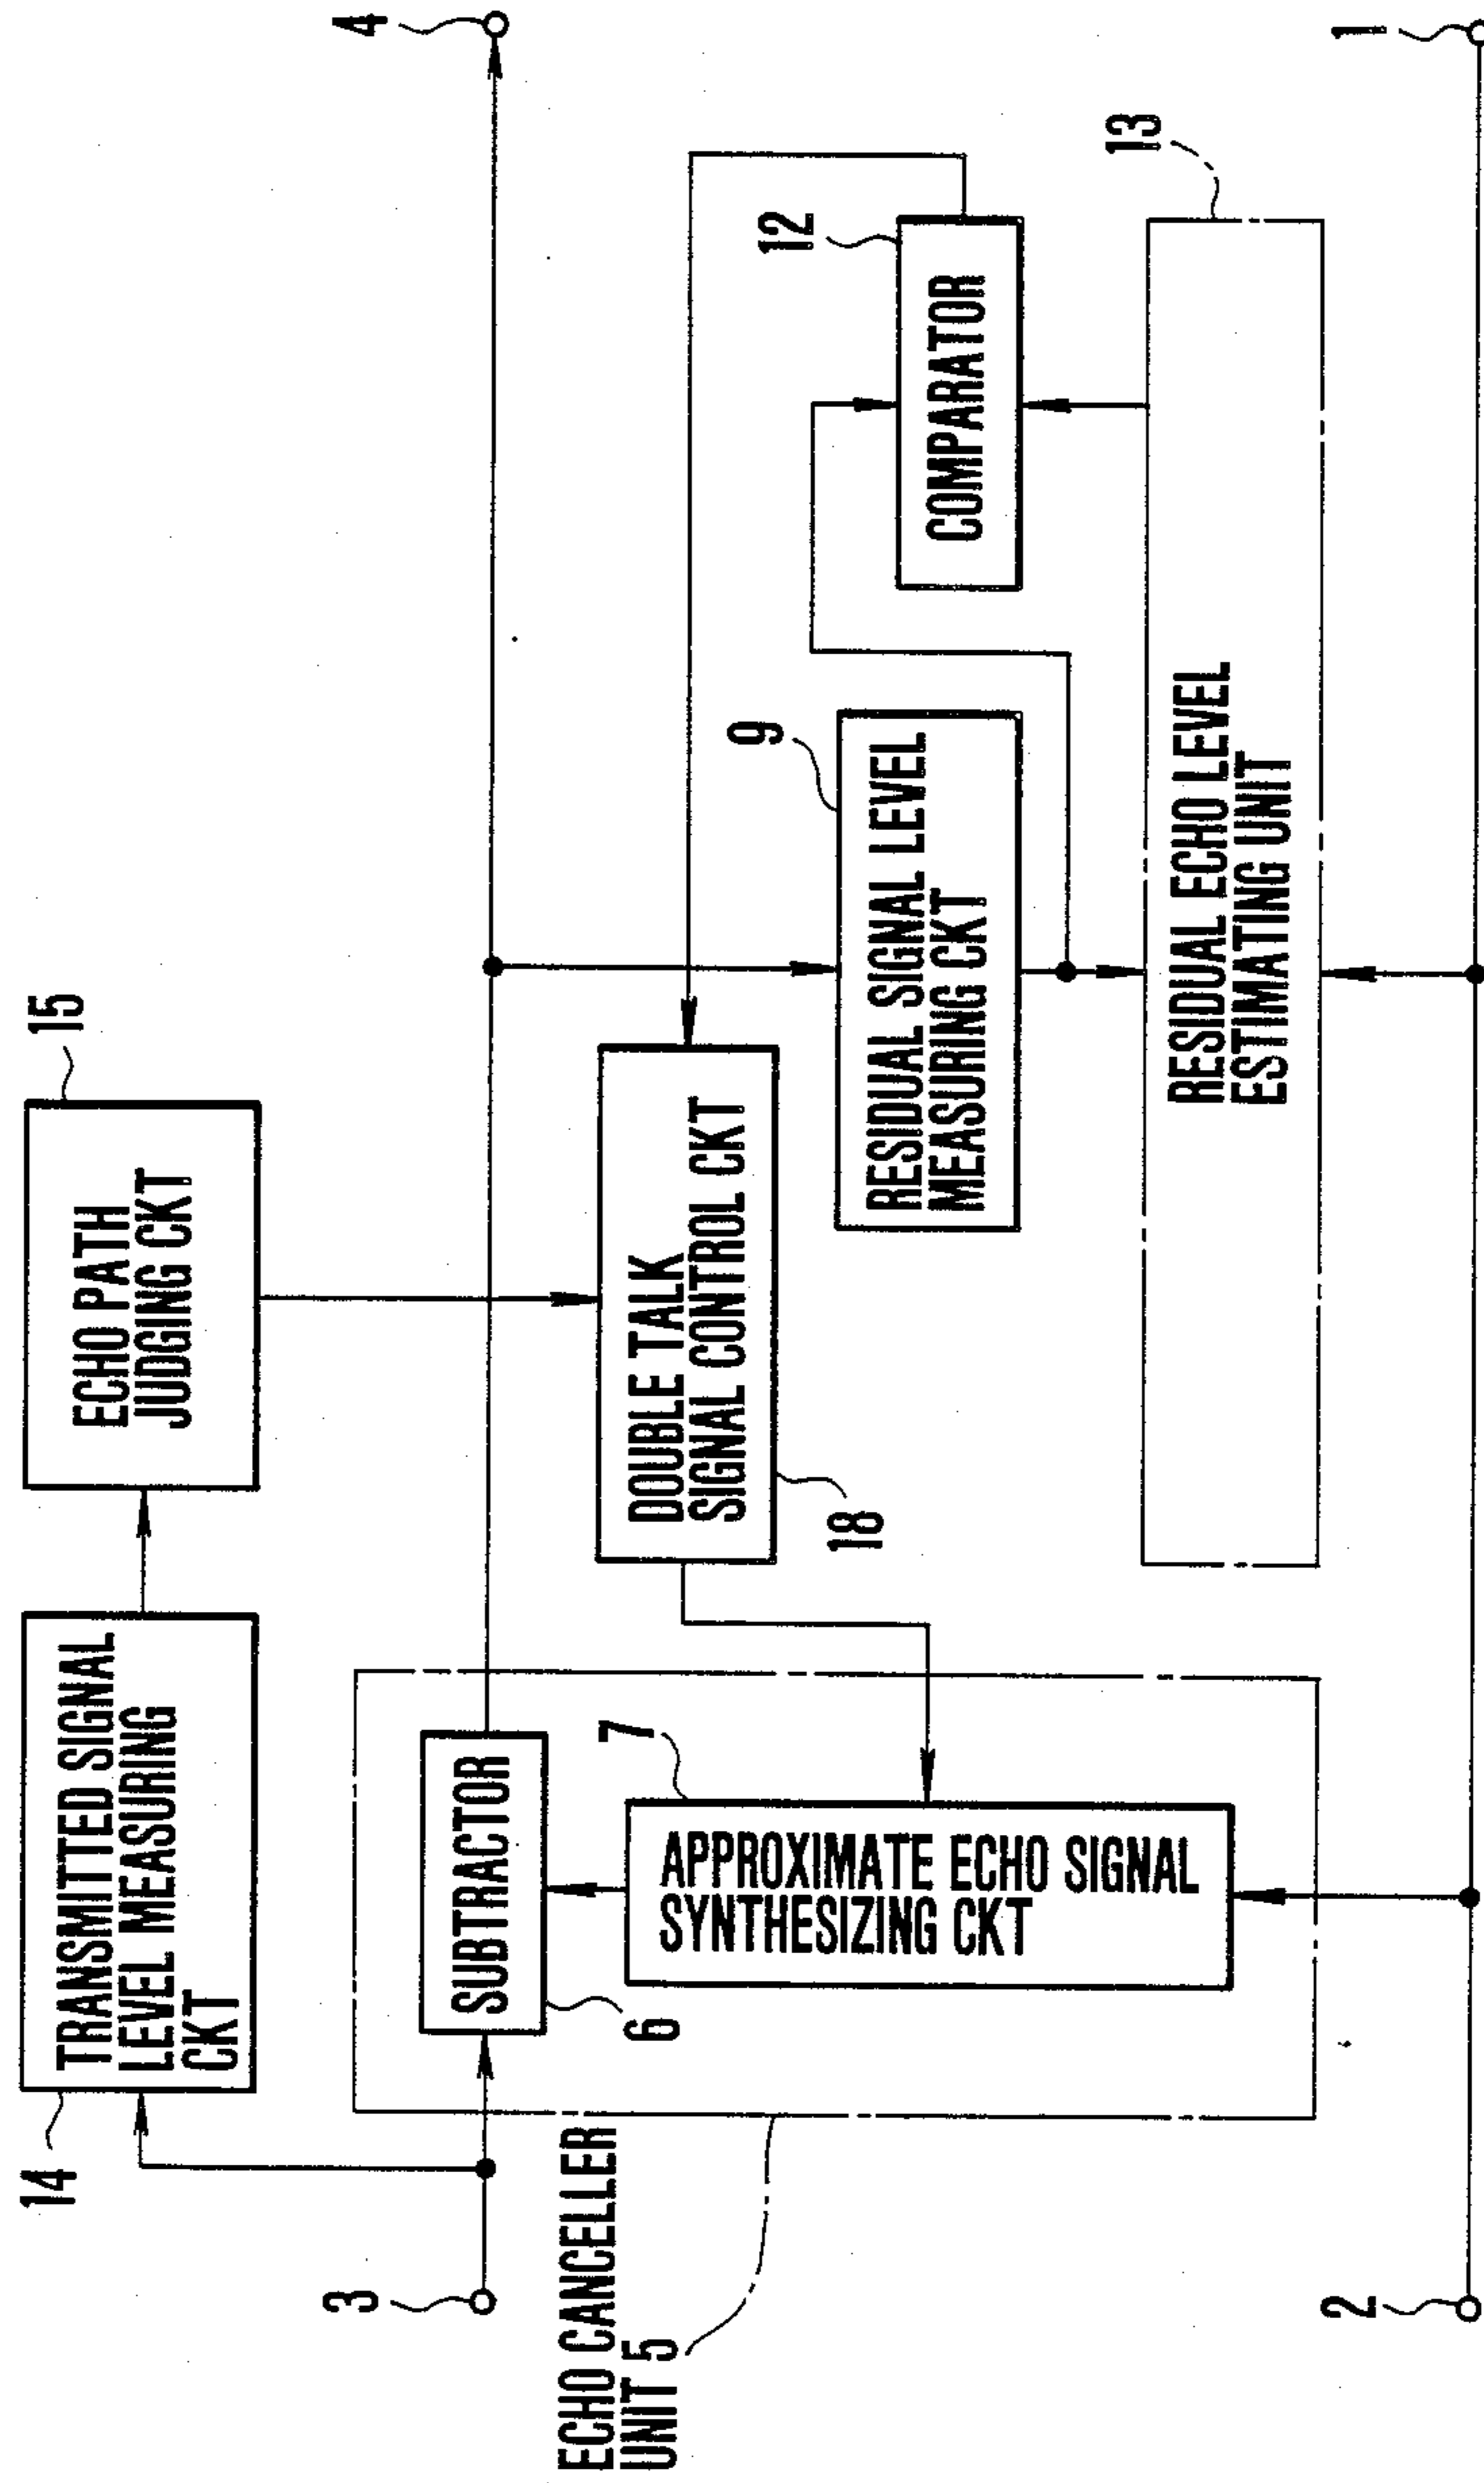 14
TRANSMITTED SIGNAL
LEVEL MEASURING
CKT
15
ECHO PATH
JUDGING CKT
3
4
SUBTRACTOR
6
7
APPROXIMATE ECHO SIGNAL
SYNTHESIZING CKT
ECHO CANCELLER
UNIT 5
DOUBLE TALK
SIGNAL CONTROL CKT
18
9
RESIDUAL SIGNAL LEVEL
MEASURING CKT
12
COMPARATOR
13
RESIDUAL ECHO LEVEL
ESTIMATING UNIT
2
1